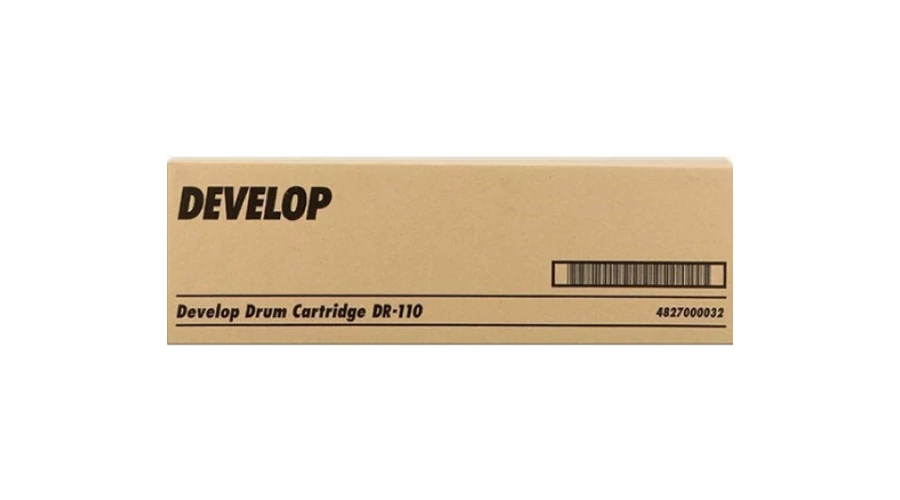 DEVELOP
Develop Drum Cartridge DR-110
4827000032